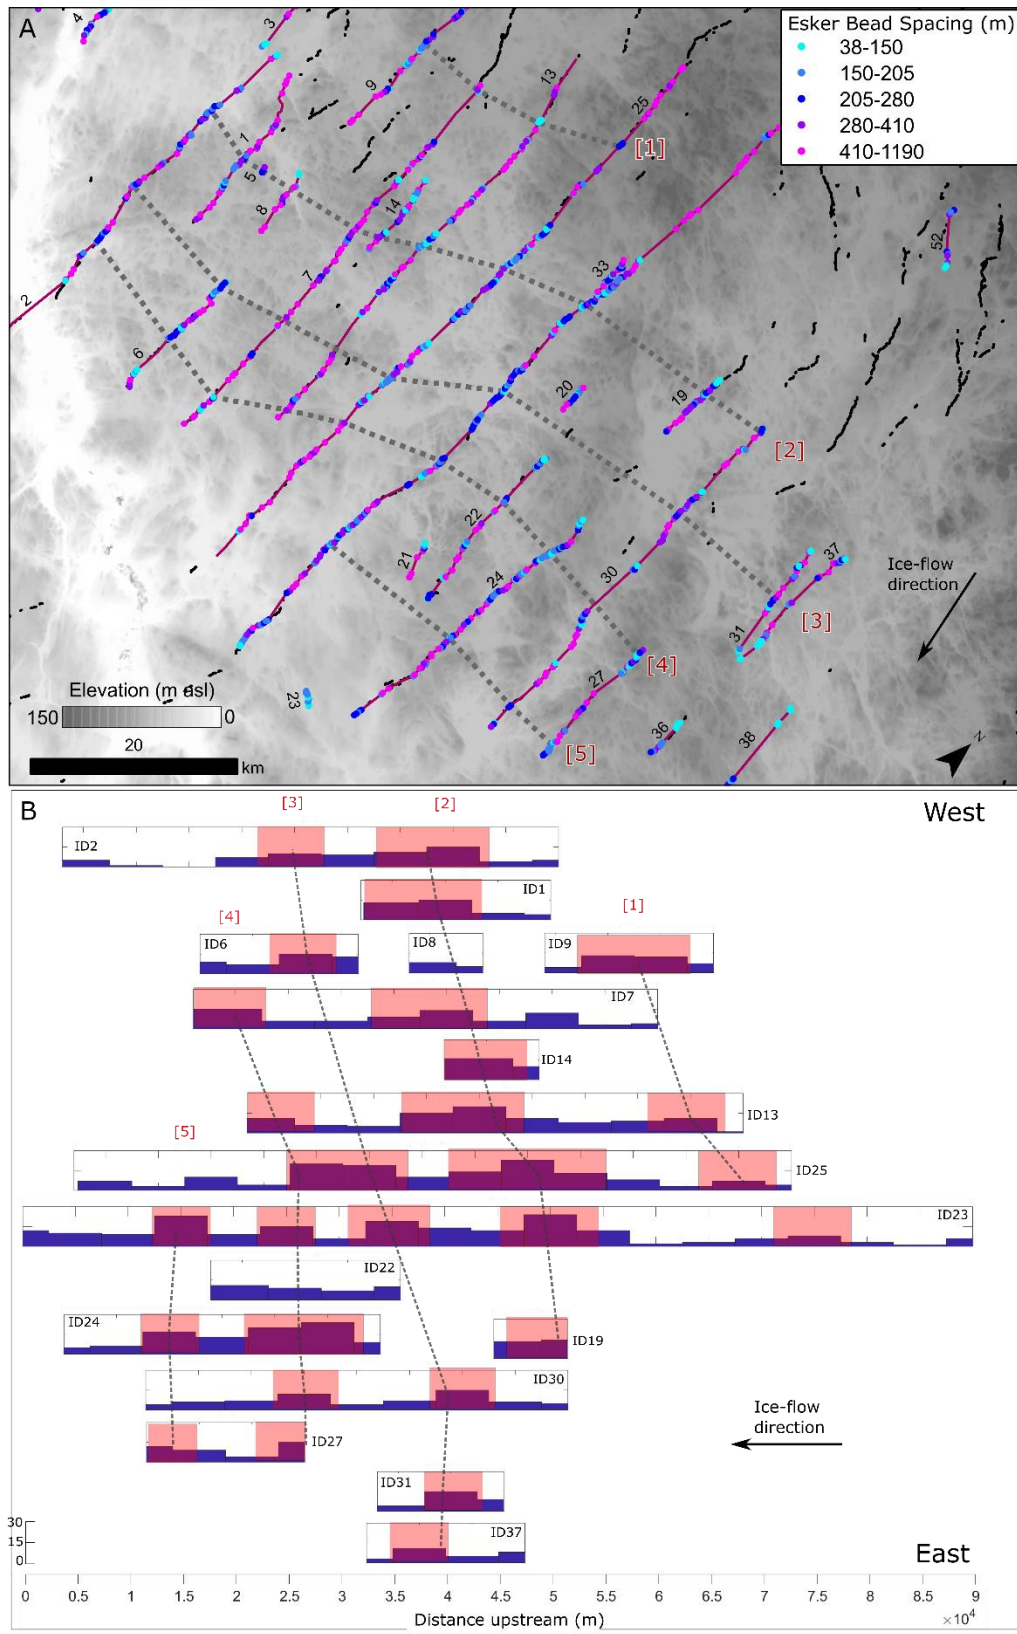 A
Esker Bead Spacing (m)
38-150
150-205
205-280
280-410
410-1190
4
3
9
13
25
1
5
8
14
7
2
6
33
52
20
19
22
21
24
30
31
37
27
36
38
23
[1]
[2]
[3]
[4]
[5]
Ice-flow
direction
Elevation (m asl)
150 0
20
km
N
B
West
[3] [2]
ID2
ID1
[4] [1]
ID6 ID8 ID9
ID7
ID14
ID13
[5]
ID25
ID23
ID22
ID24 ID19
ID30
Ice-flow
direction
ID27
ID31
ID37
30
15
0
East
0 0.5 1 1.5 2 2.5 3 3.5 4 4.5 5 5.5 6 6.5 7 7.5 8 8.5 9
Distance upstream (m) ×10⁴